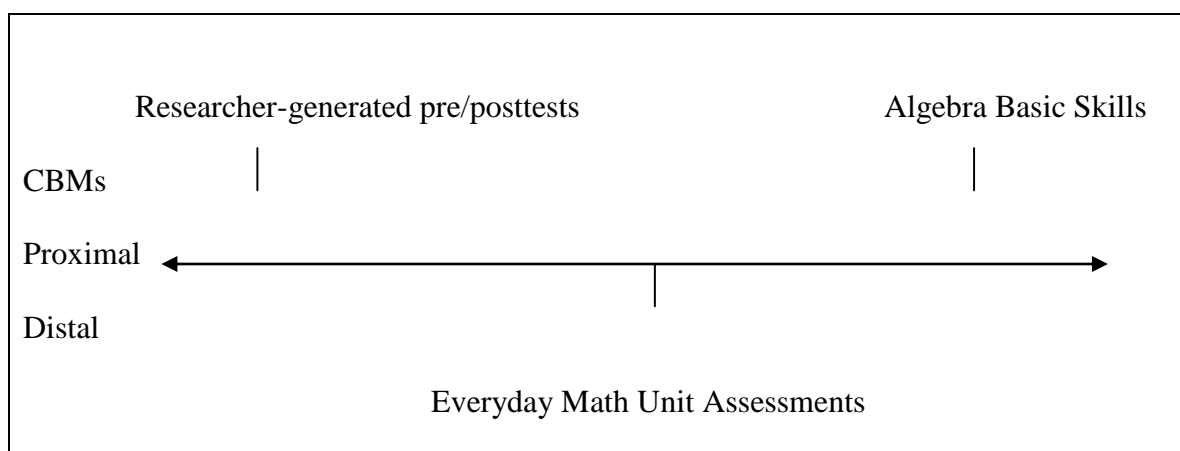 Researcher-generated pre/posttests Algebra Basic Skills
CBMs
Proximal
Distal
Everyday Math Unit Assessments